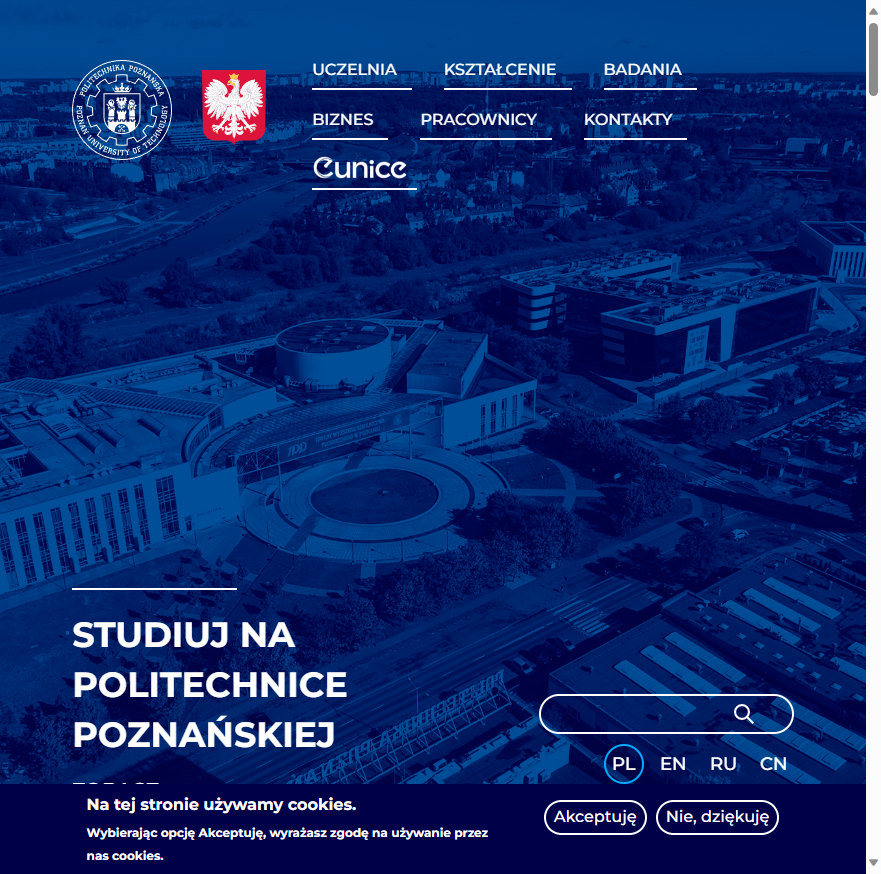 POLITECHNIKA POZNAŃSKA
POZNAN UNIVERSITY OF TECHNOLOGY
UCZELNIA
KSZTAŁCENIE
BADANIA
BIZNES
PRACOWNICY
KONTAKTY
Eunice
STUDIUJ NA
POLITECHNICE
POZNAŃSKIEJ
PL
EN
RU
CN
Na tej stronie używamy cookies.
Wybierając opcję Akceptuję, wyrażasz zgodę na używanie przez
nas cookies.
Akceptuję
Nie, dziękuję